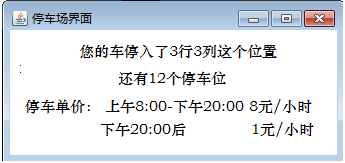 停车场界面
您的车停入了3行3列这个位置
还有12个停车位
停车单价： 上午8:00-下午20:00 8元/小时
下午20:00后 1元/小时